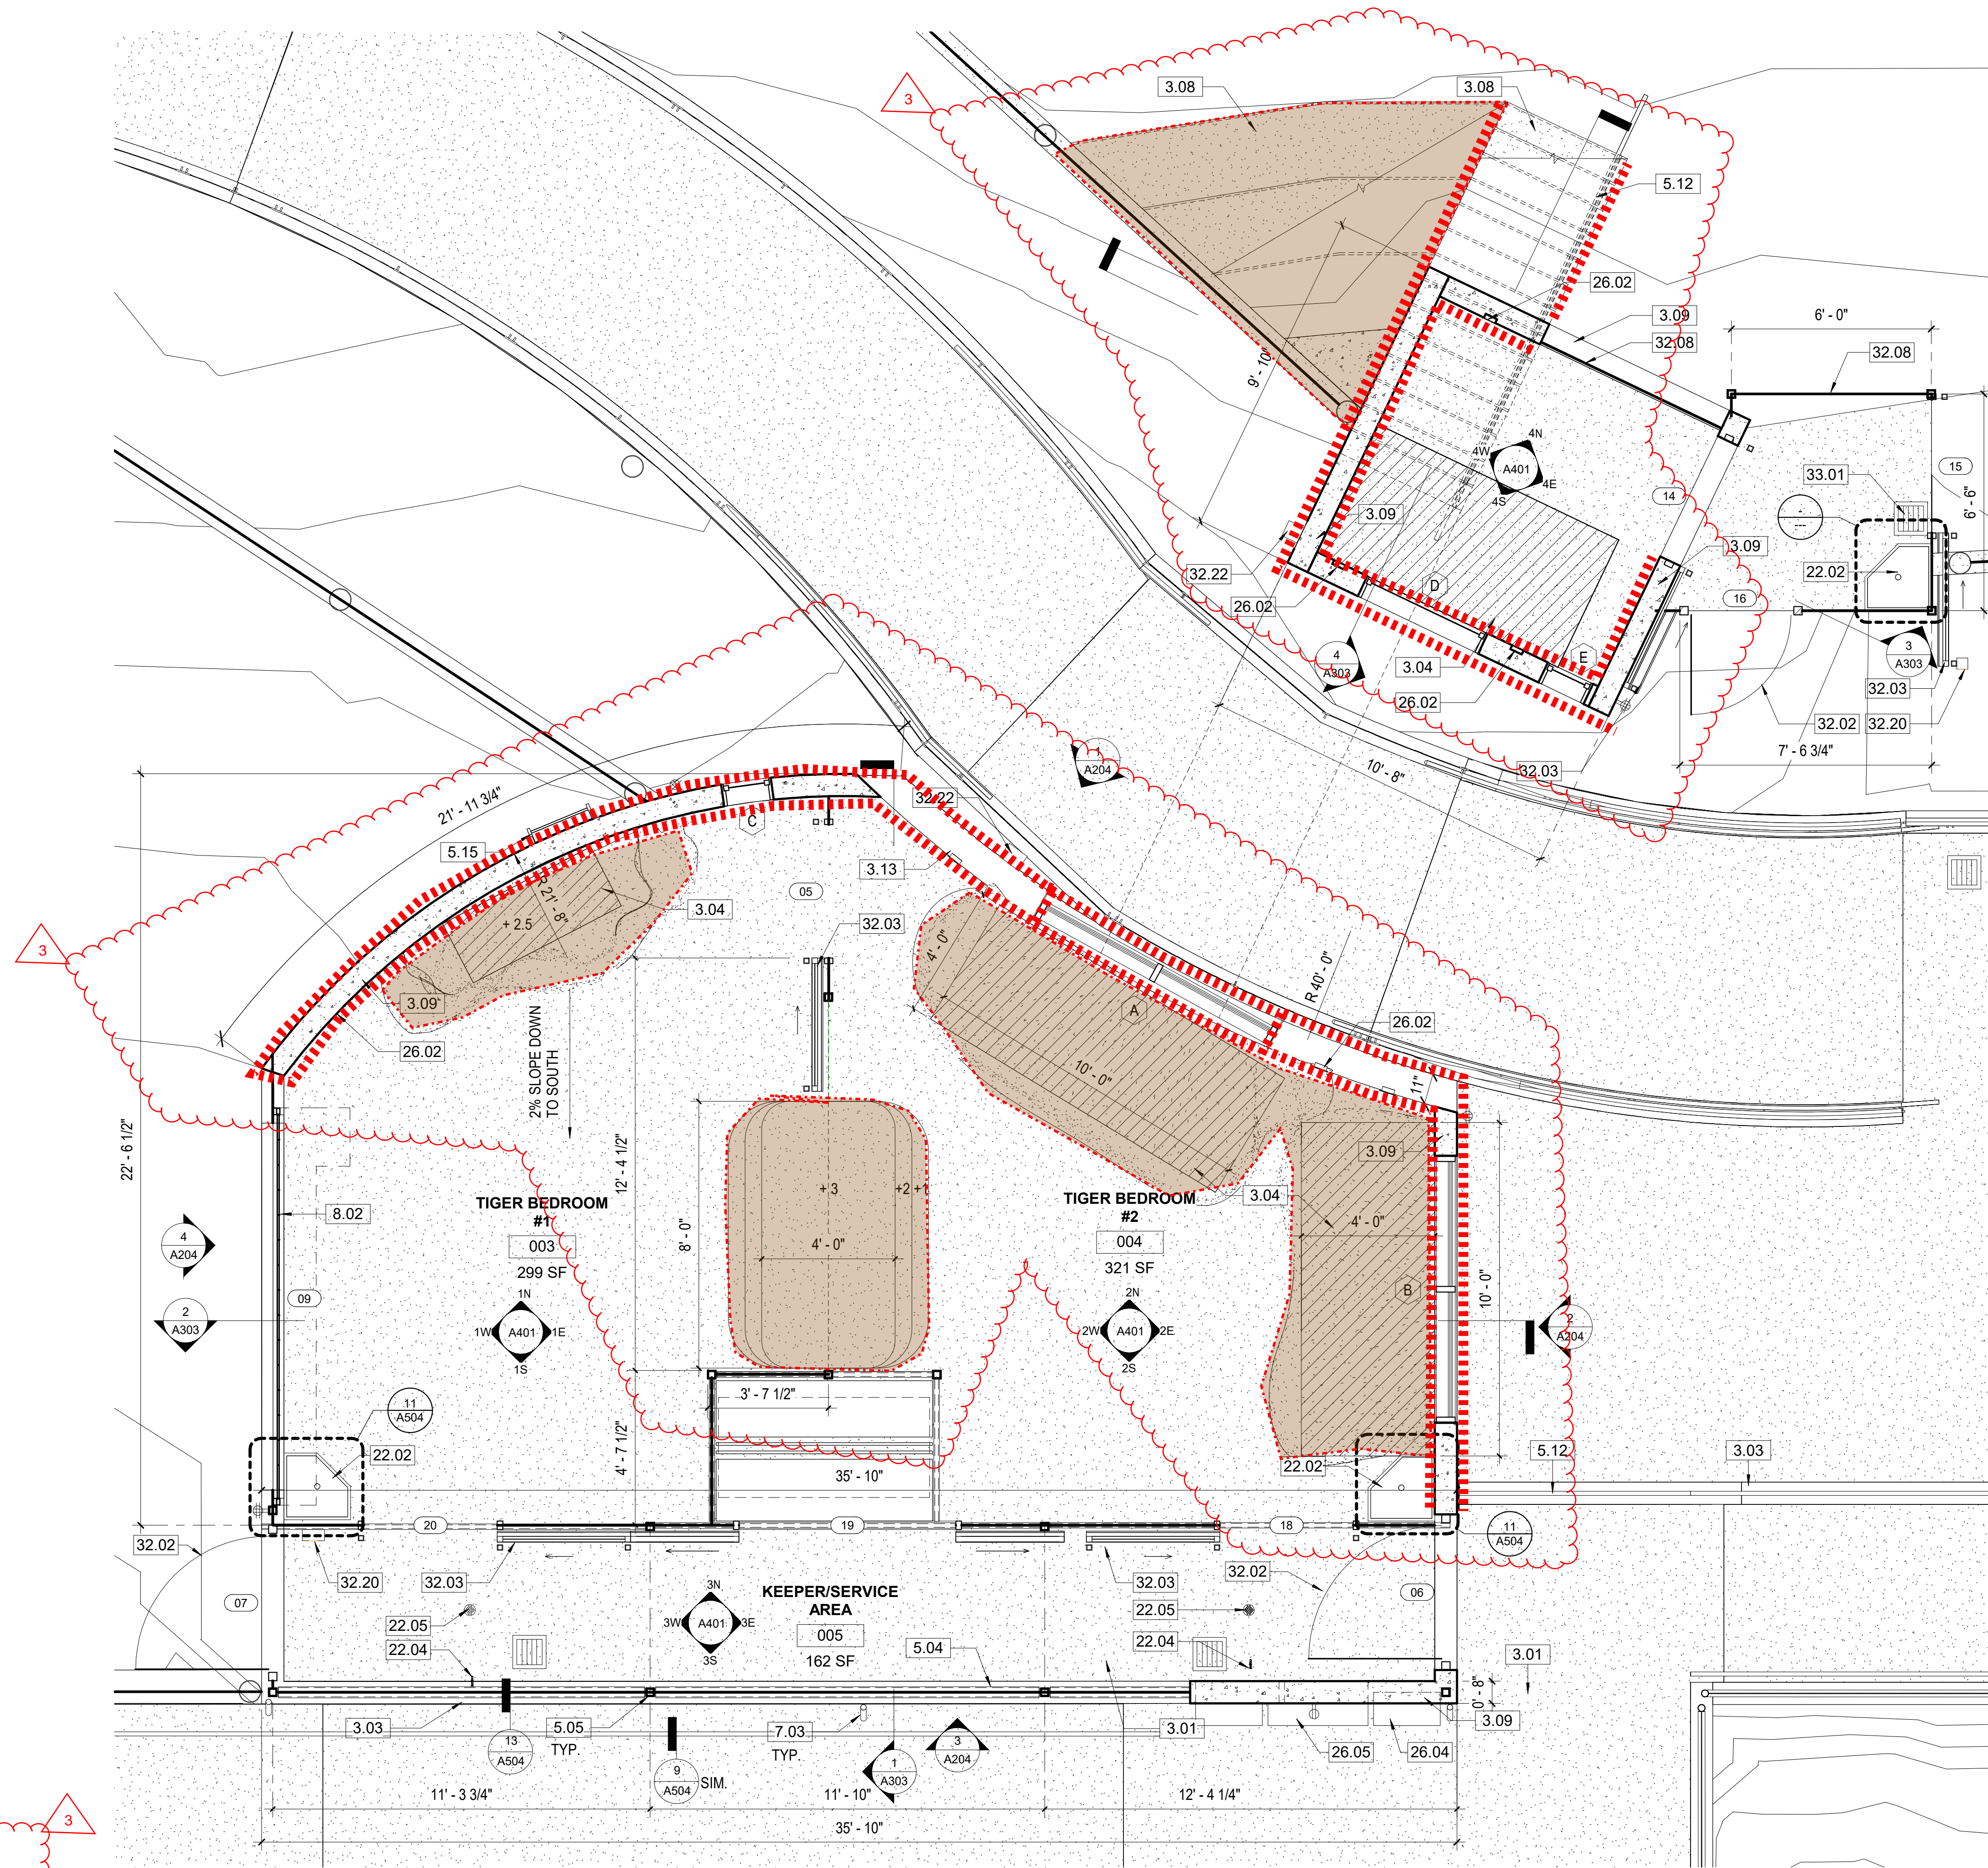 3
3.08
3.08
5.12
26.02
3.09
32.08
6' - 0"
32.08
9' - 10"
4N
4W
A401
4E
4S
33.01
15
14
6' - 6"
-
---
3.09
3.09
22.02
32.22
26.02
D
16
3
A303
4
A303
3.04
E
26.02
32.03
32.02
32.20
7' - 6 3/4"
1
A204
10' - 8"
32.03
21' - 11 3/4"
32.22
C
5.15
3.13
05
R 21' - 8"
3.04
+ 2.5
32.03
4' - 0"
3
3.09
R 40' - 0"
A
26.02
26.02
2% SLOPE DOWN
TO SOUTH
10' - 0"
11"
22' - 6 1/2"
12' - 4 1/2"
3.09
+ 3
+2
+1
3.04
TIGER BEDROOM
#1
003
299 SF
TIGER BEDROOM
#2
004
321 SF
8.02
4' - 0"
8' - 0"
4' - 0"
4
A204
B
10' - 0"
09
2
A303
1N
1W
A401
1E
1S
2N
2W
A401
2E
2S
2
A204
3' - 7 1/2"
11
A504
22.02
4' - 7 1/2"
35' - 10"
22.02
5.12
3.03
20
19
18
11
A504
32.02
32.20
32.03
32.03
32.02
06
07
KEEPER/SERVICE
AREA
005
162 SF
3N
3W
A401
3E
3S
22.05
22.04
22.05
22.04
5.04
3.01
0' - 8"
3.03
5.05
TYP.
7.03
TYP.
3.01
3.09
13
A504
9
A504
SIM.
1
A303
3
A204
26.05
26.04
11' - 3 3/4"
11' - 10"
12' - 4 1/4"
3
35' - 10"